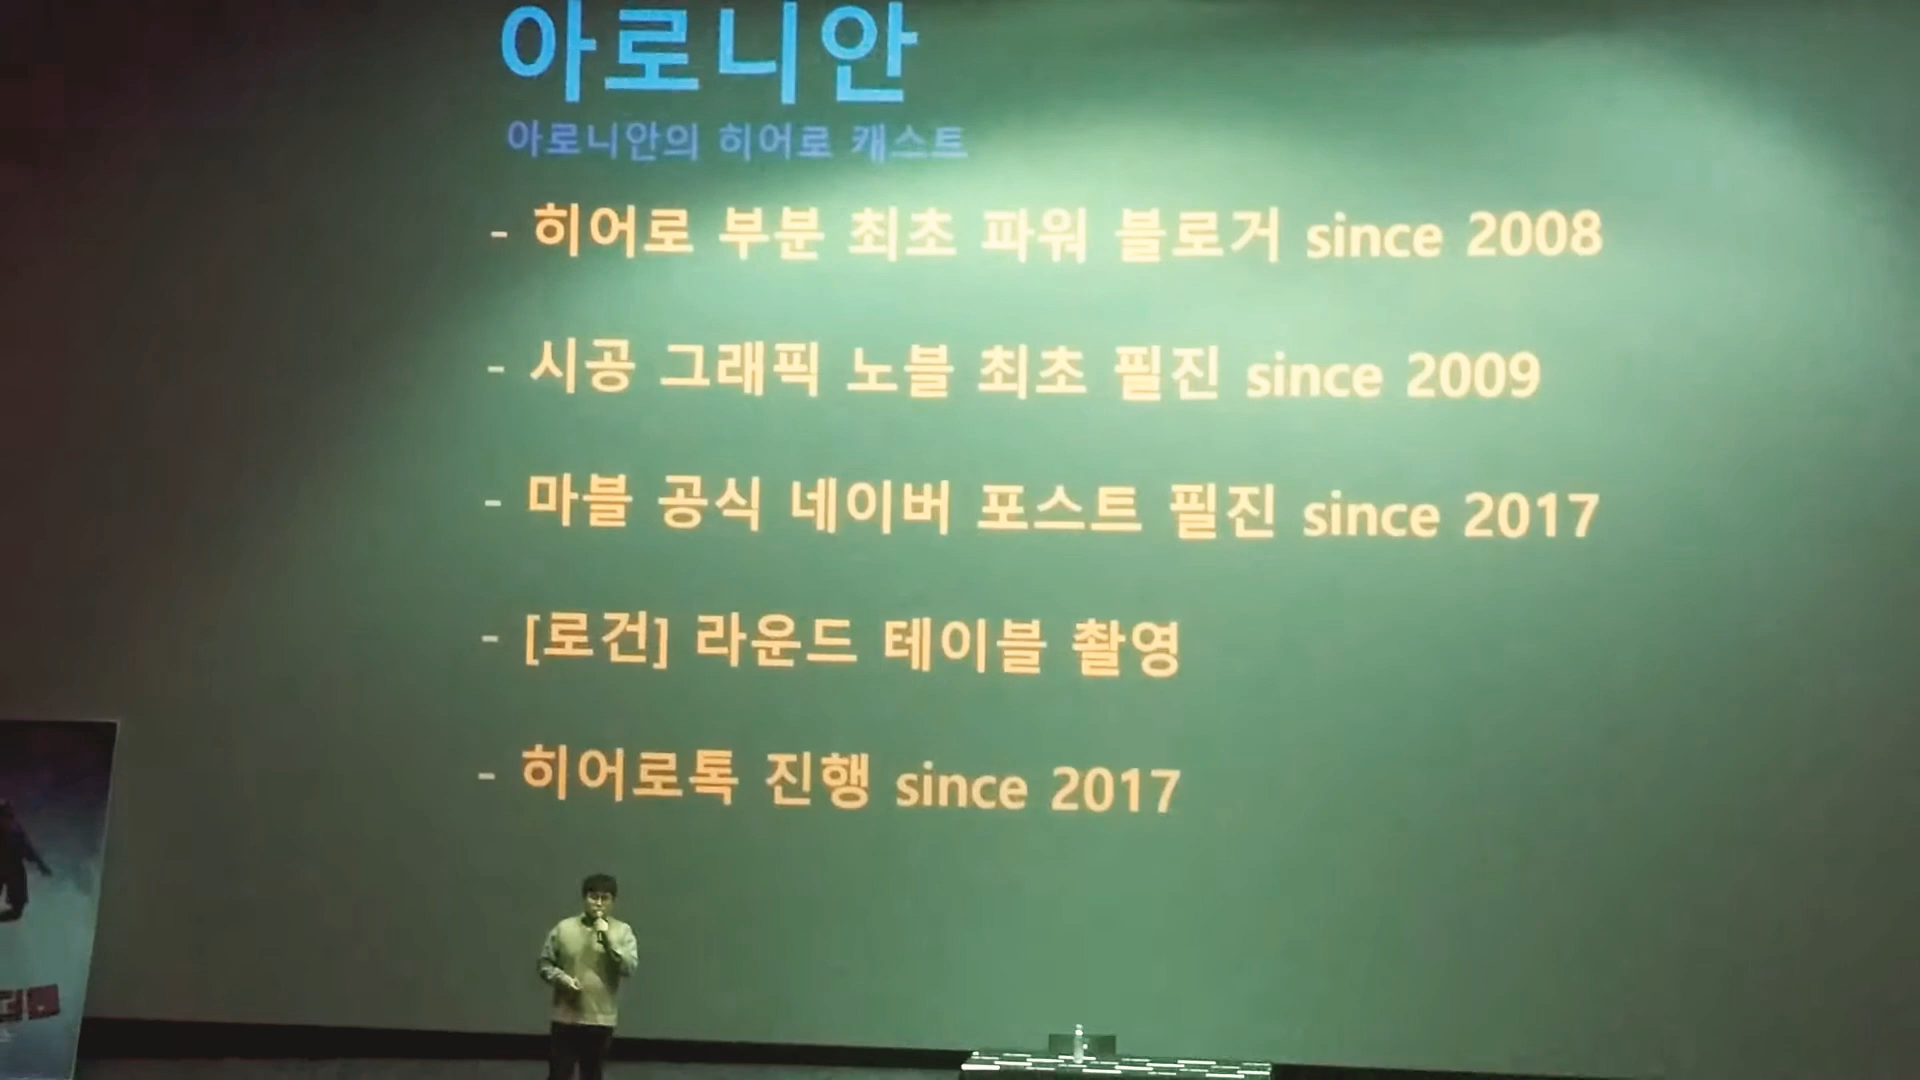 아로니안
아로니안의 히어로 캐스트
- 히어로 부분 최초 파워 블로거 since 2008
- 시공 그래픽 노블 최초 필진 since 2009
- 마블 공식 네이버 포스트 필진 since 2017
- [로건] 라운드 테이블 촬영
- 히어로톡 진행 since 2017